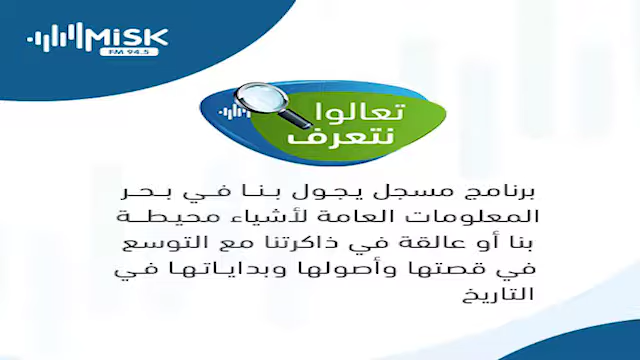 MiSK
FM 94.5
تعالوا
نتعرف
برنامج مسجل يجول بنا في بحر
المعلومات العامة لأشياء محيطة
بنا أو عالقة في ذاكرتنا مع التوسع
في قصتها وأصولها وبداياتها في
التاريخ